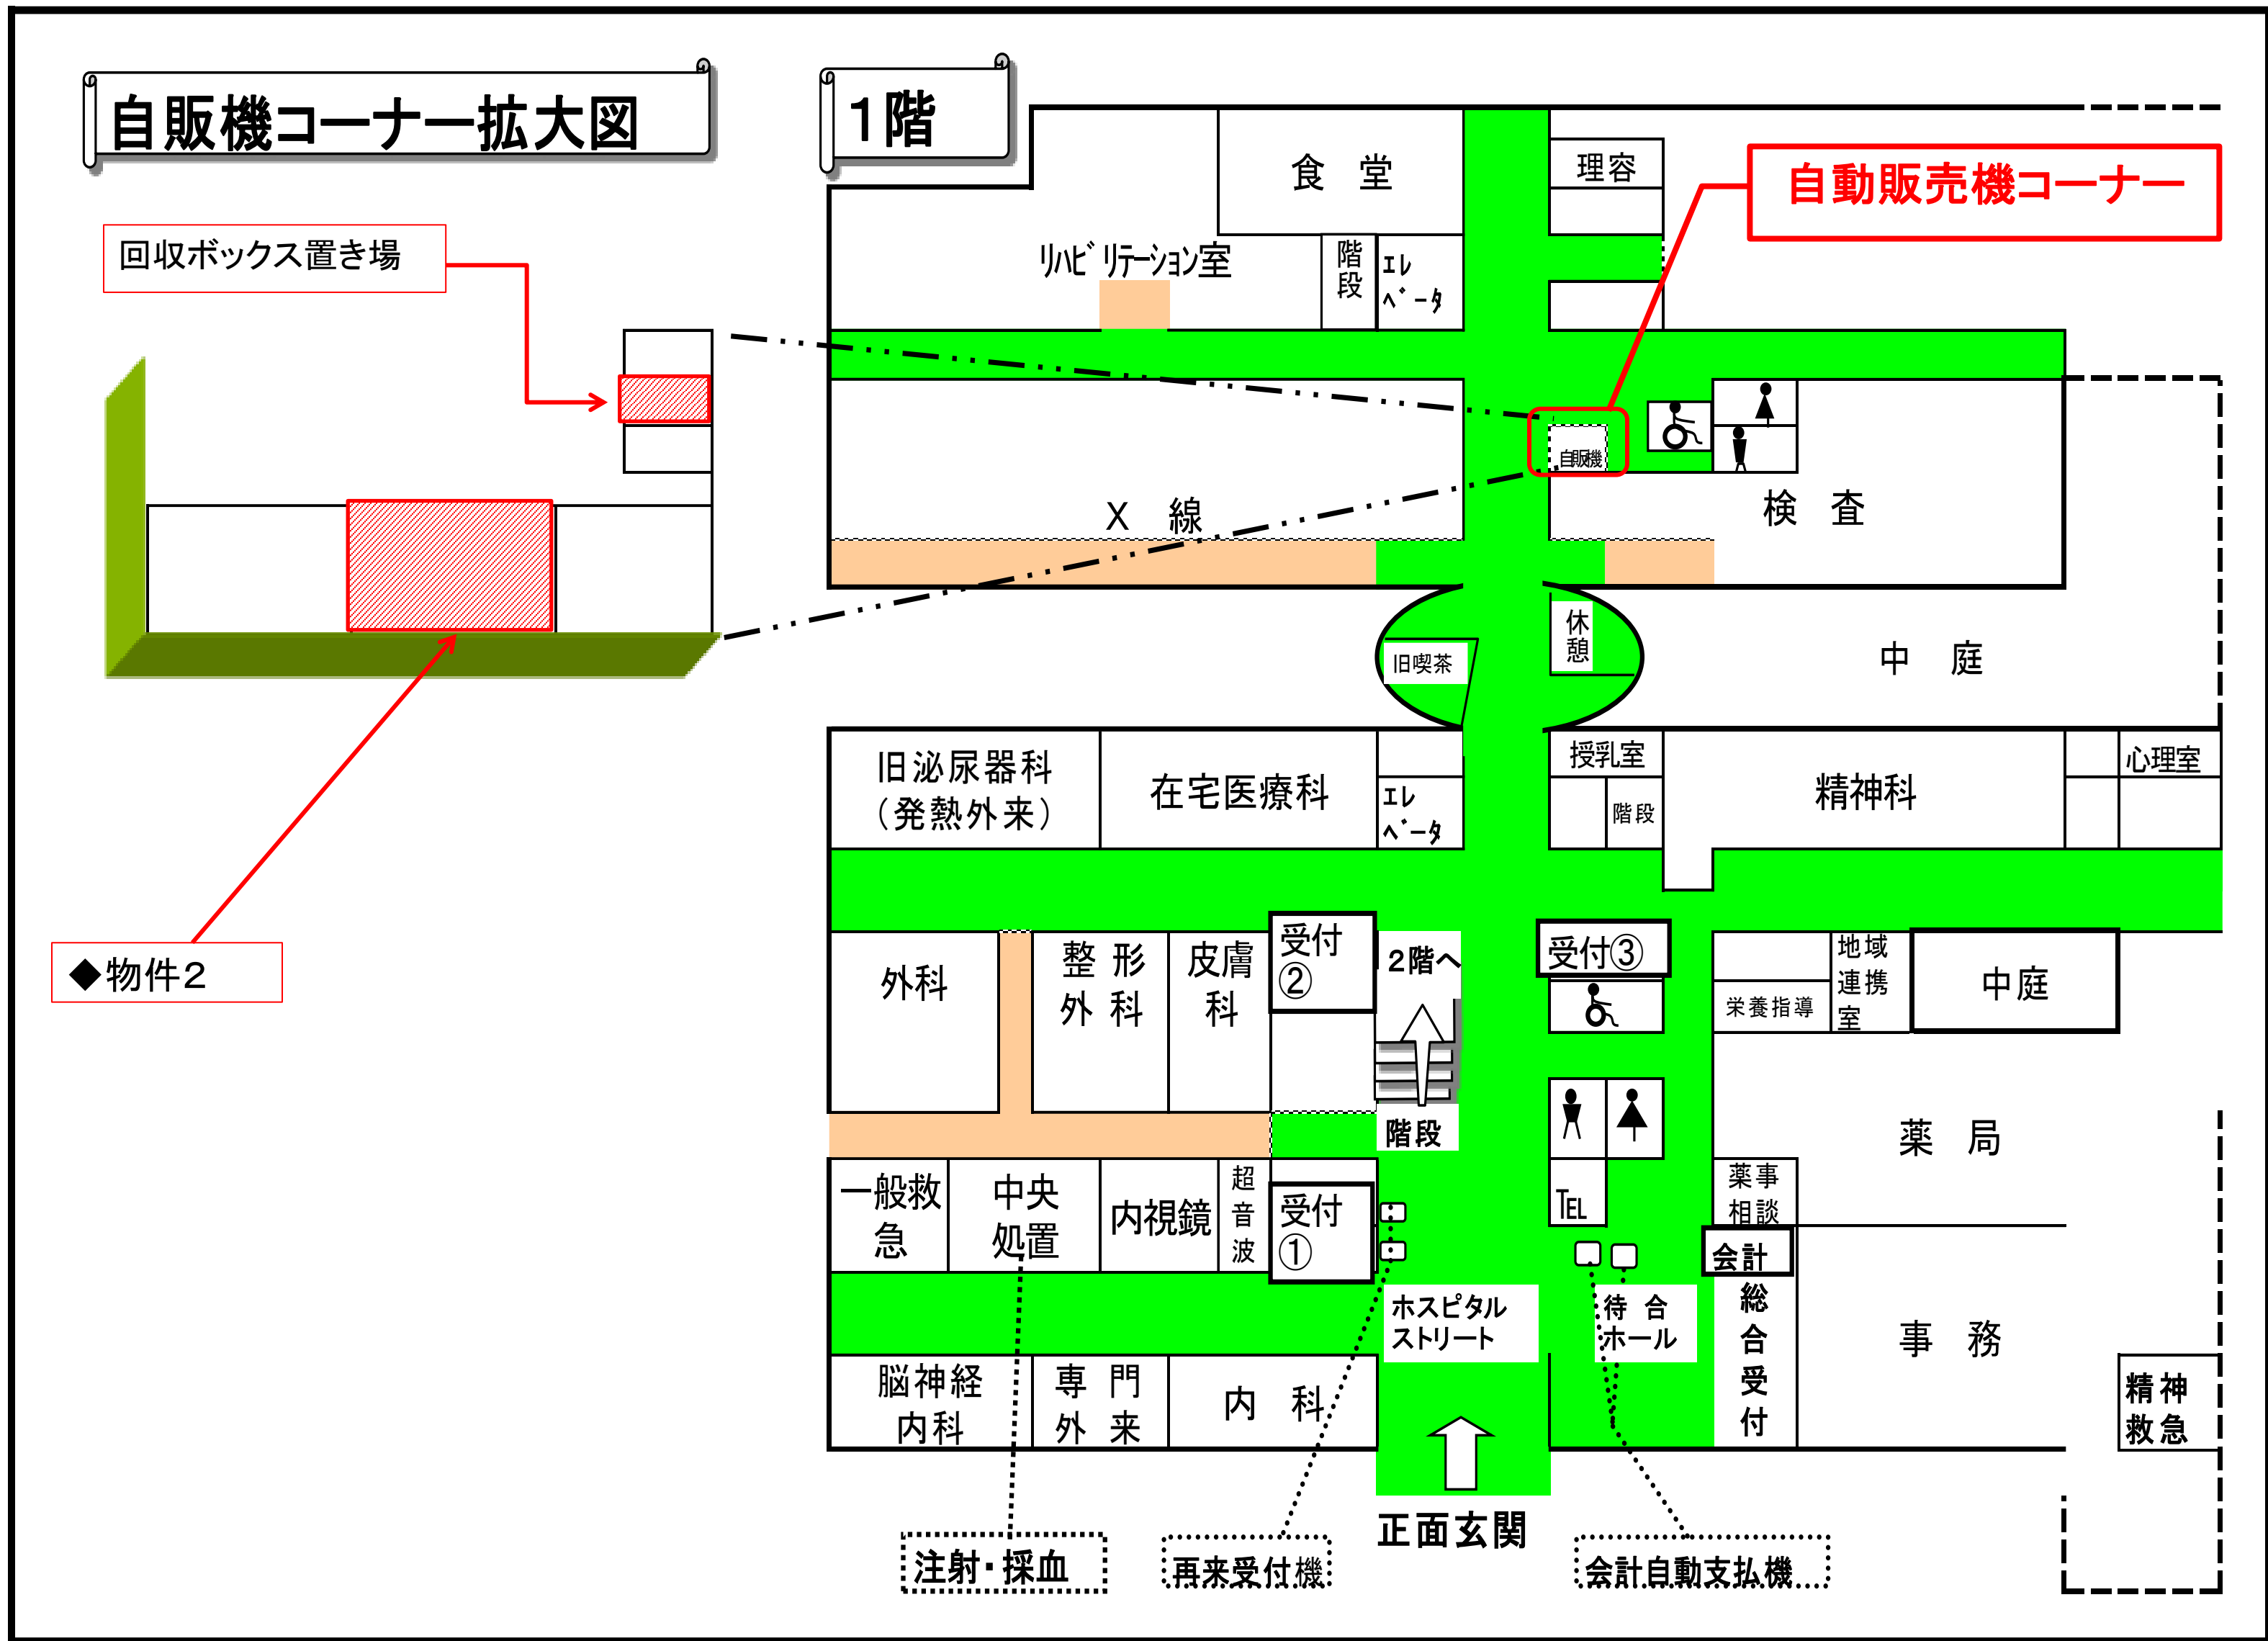 自販機コーナー拡大図
1階
自動販売機コーナー
回収ボックス置き場
◆物件2
食 堂
理容
ﾘﾊﾋﾞﾘﾃｰｼｮﾝ室
階
段
ｴﾚ
ﾍﾞｰﾀ
自販機
X 線
検 査
休
憩
旧喫茶
中 庭
旧泌尿器科
（発熱外来）
在宅医療科
ｴﾚ
ﾍﾞｰﾀ
授乳室
階段
精神科
心理室
外科
整 形
外 科
皮膚
科
受付
②
2階へ
受付③
栄養指導
地域
連携
室
中庭
階段
薬 局
一般救
急
中央
処置
内視鏡
超
音
波
受付
①
TEL
薬事
相談
会計
ホスピタル
ストリート
待 合
ホール
総
合
受
付
事 務
脳神経
内科
専 門
外 来
内 科
精神
救急
正面玄関
注射・採血
再来受付機
会計自動支払機